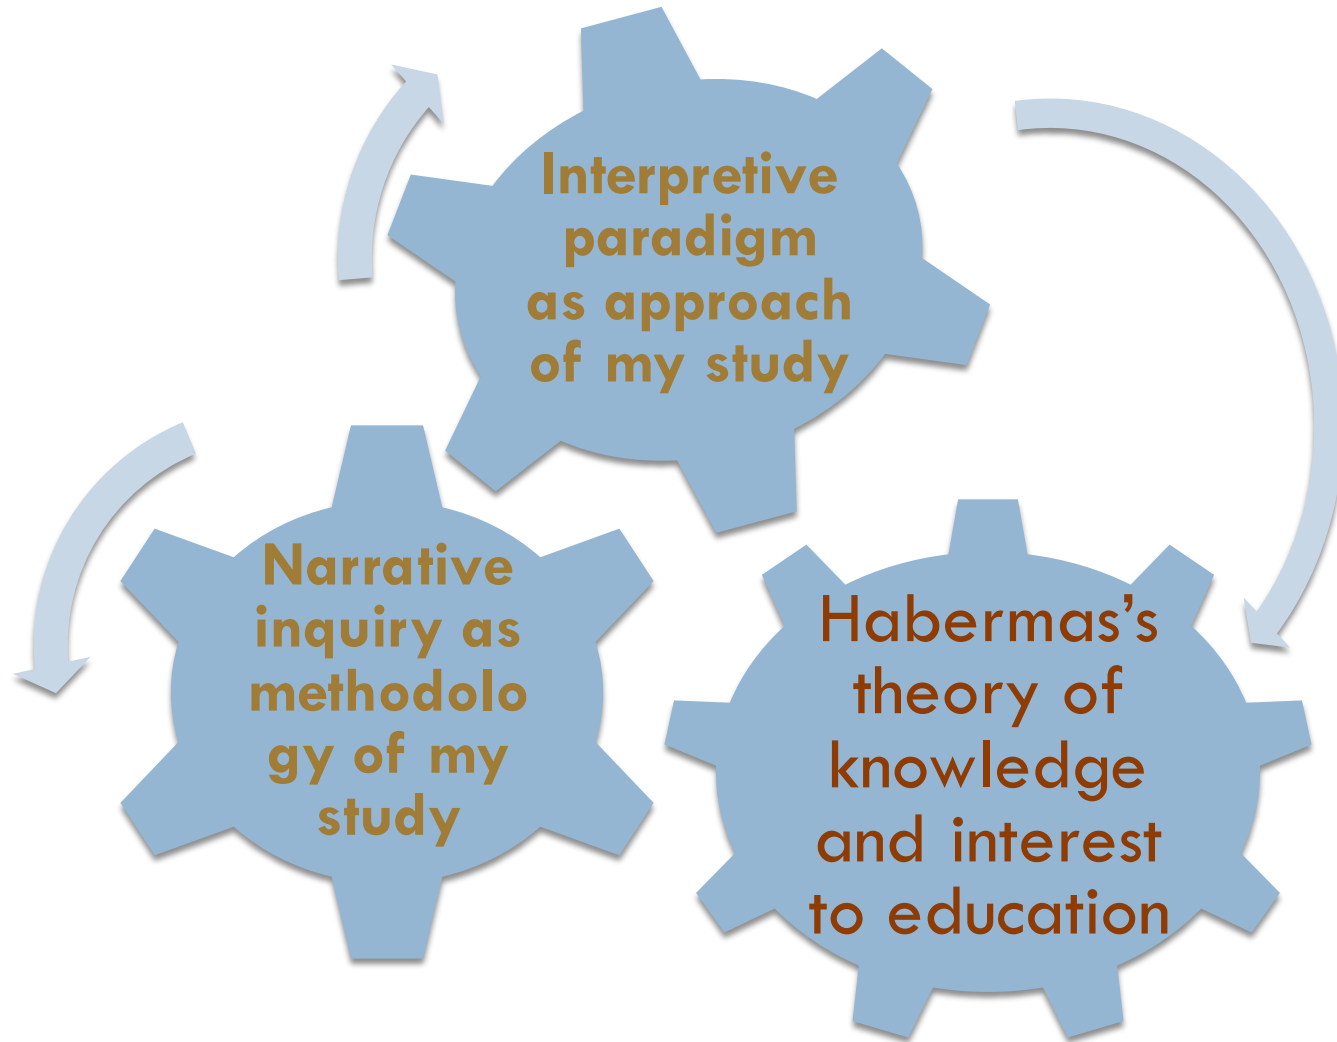 Interpretive
paradigm
as approach
of my study
Narrative
inquiry as
methodolo
gy of my
study
Habermas’s
theory of
knowledge
and interest
to education